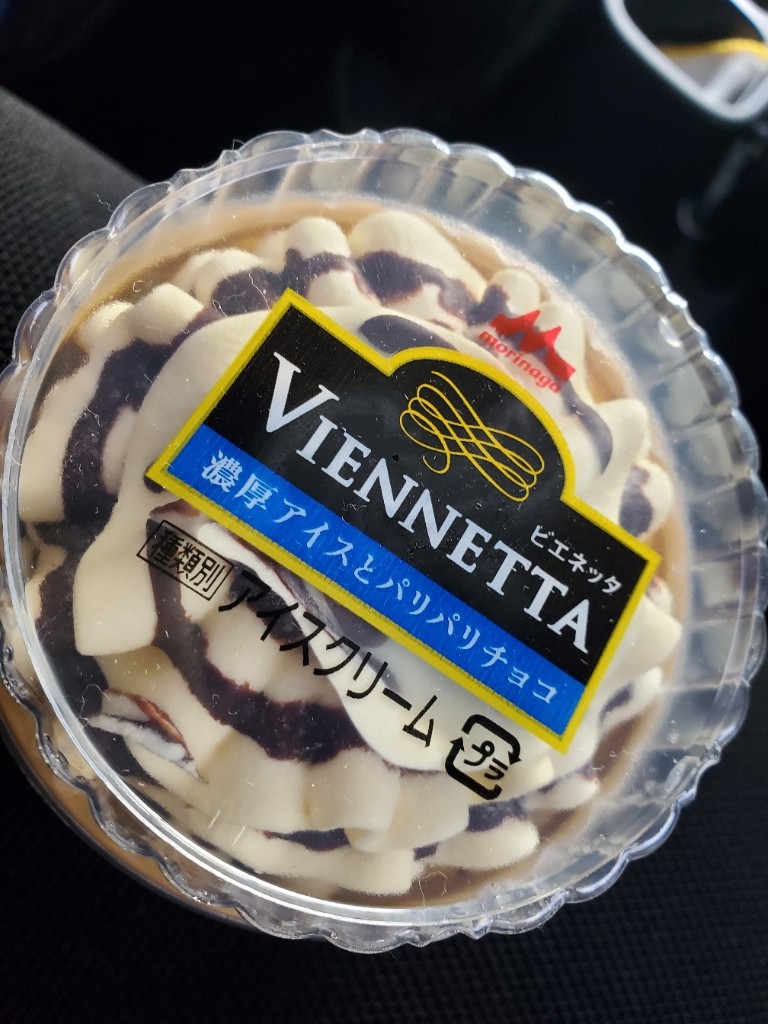 morinaga
VIENNETTA
ビエネッタ
濃厚アイスとパリパリチョコ
種類別 アイスクリーム
プラ